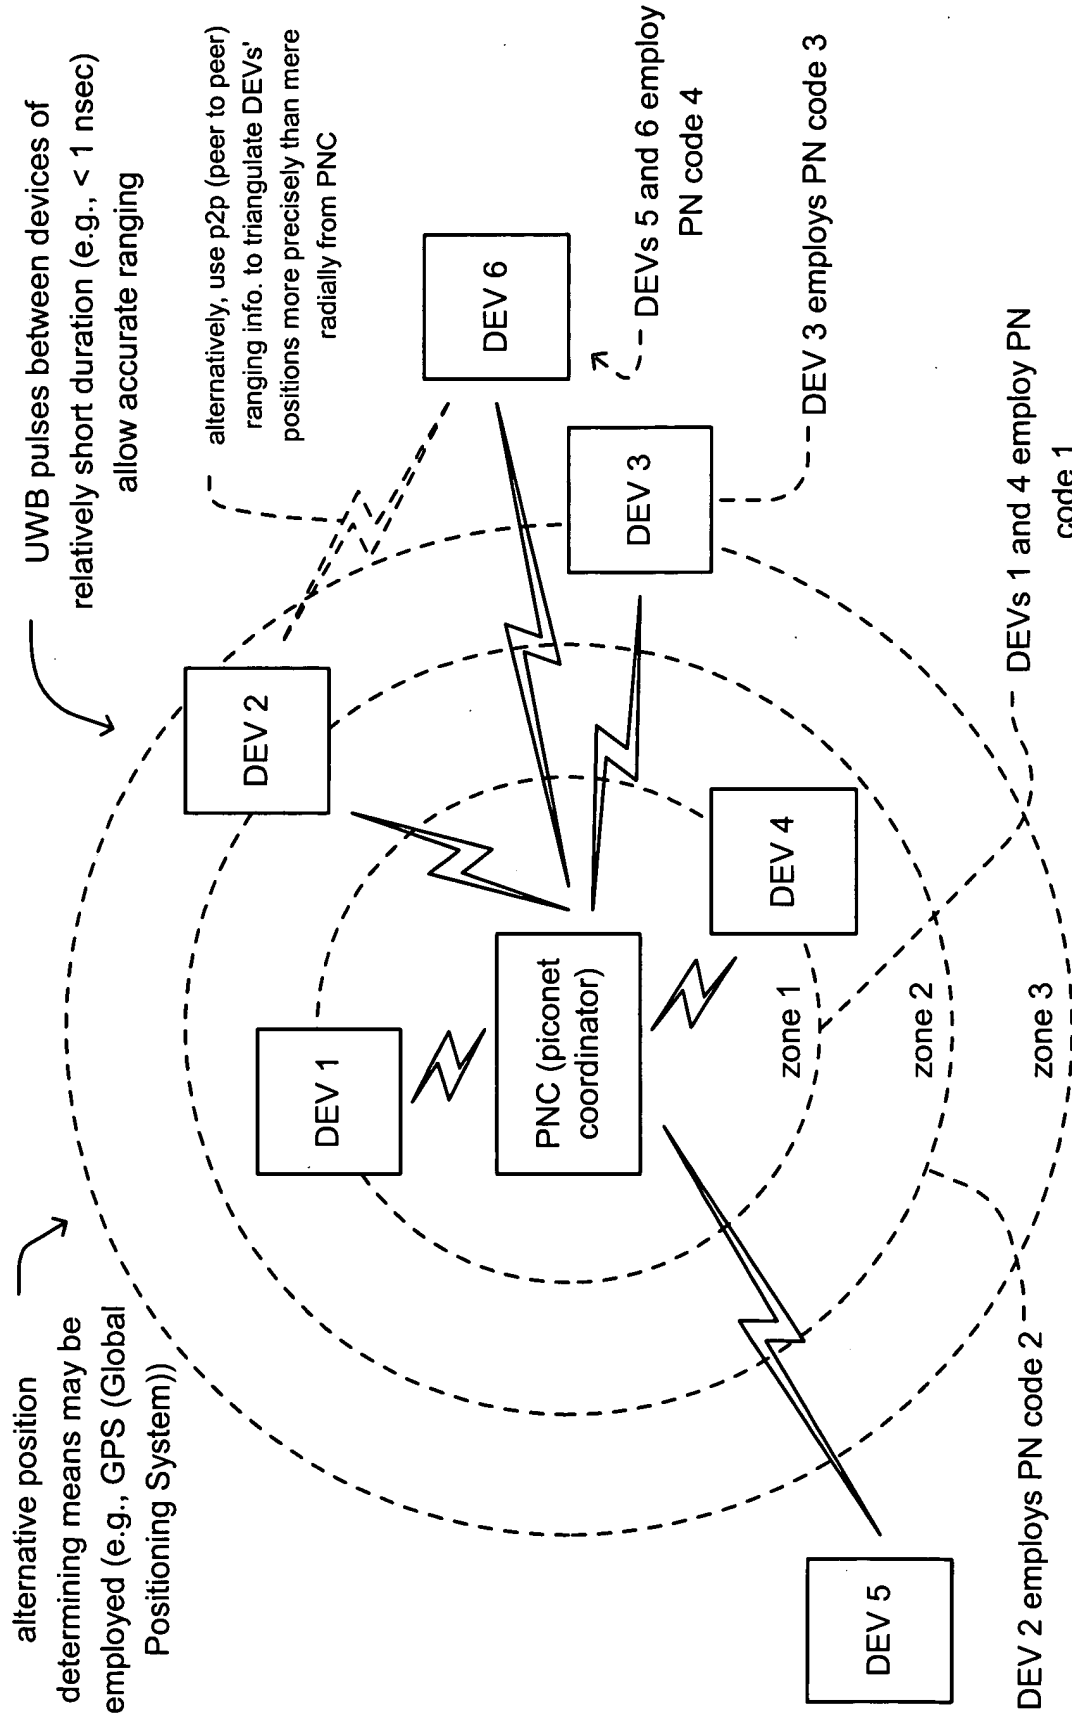 alternative position
determining means may be
employed (e.g., GPS (Global
Positioning System))
UWB pulses between devices of
relatively short duration (e.g., < 1 nsec)
allow accurate ranging
alternatively, use p2p (peer to peer)
ranging info. to triangulate DEVs'
positions more precisely than mere
radially from PNC
DEV 1
DEV 2
DEV 6
PNC (piconet
coordinator)
DEV 3
DEV 4
DEV 5
zone 1
zone 2
zone 3
DEVs 5 and 6 employ
PN code 4
DEV 3 employs PN code 3
DEVs 1 and 4 employ PN
code 1
DEV 2 employs PN code 2